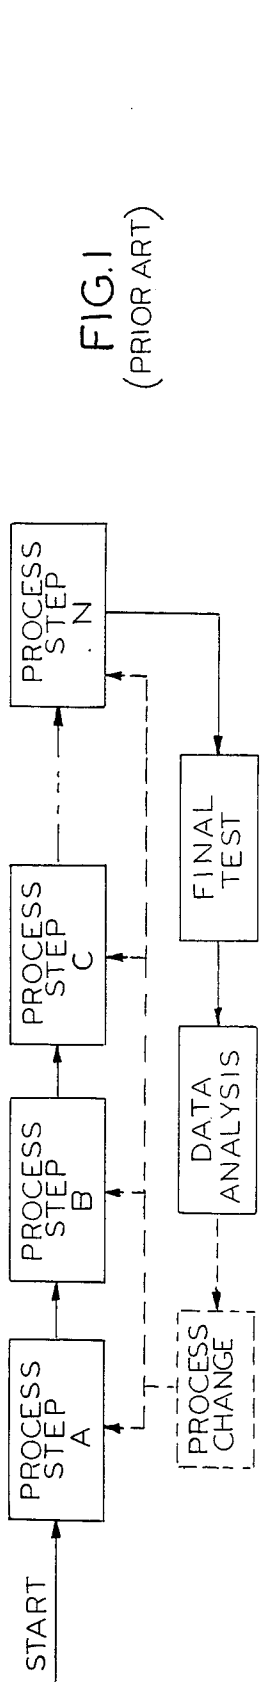 FIG. 1
(PRIOR ART)
START
PROCESS
STEP
A
PROCESS
STEP
B
PROCESS
STEP
C
PROCESS
STEP
N
FINAL
TEST
DATA
ANALYSIS
PROCESS
CHANGE